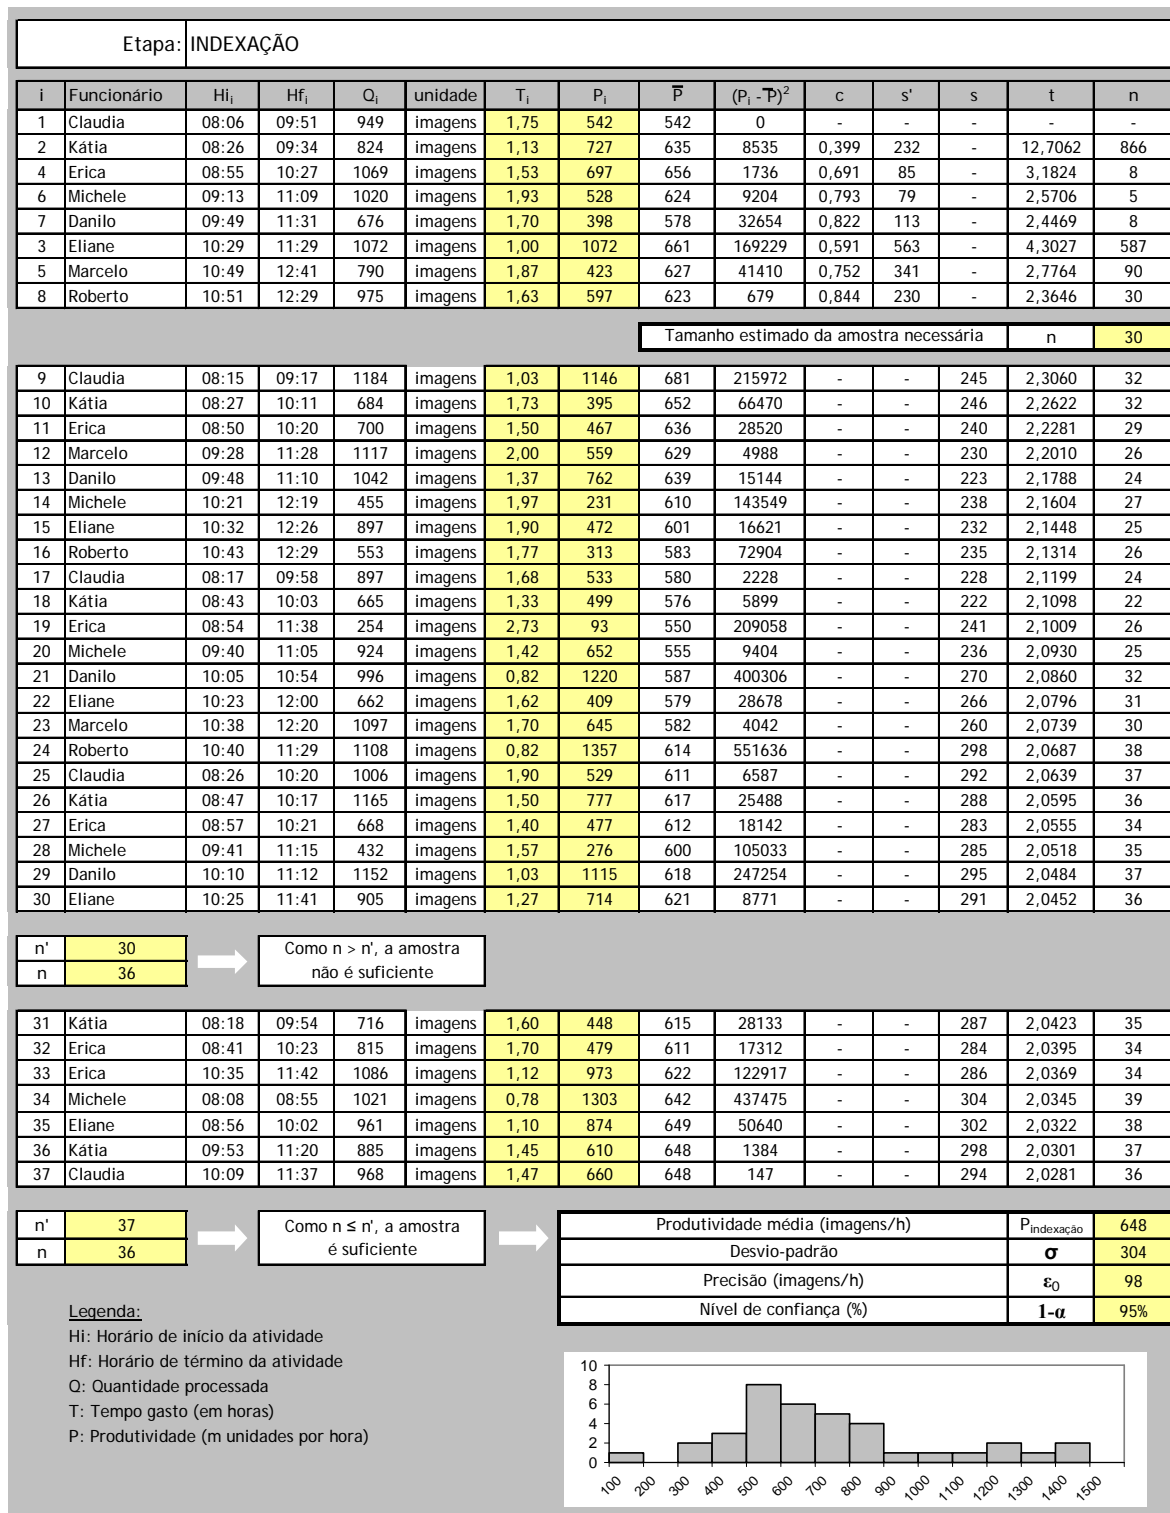 Etapa: INDEXAÇÃO
i Funcionário Hi_i Hf_i Q_i unidade T_i P_i P̅ (P_i - P̅)² c s' s t n
1 Claudia 08:06 09:51 949 imagens 1,75 542 542 0 - - - - -
2 Kátia 08:26 09:34 824 imagens 1,13 727 635 8535 0,399 232 - 12,7062 866
4 Erica 08:55 10:27 1069 imagens 1,53 697 656 1736 0,691 85 - 3,1824 8
6 Michele 09:13 11:09 1020 imagens 1,93 528 624 9204 0,793 79 - 2,5706 5
7 Danilo 09:49 11:31 676 imagens 1,70 398 578 32654 0,822 113 - 2,4469 8
3 Eliane 10:29 11:29 1072 imagens 1,00 1072 661 169229 0,591 563 - 4,3027 587
5 Marcelo 10:49 12:41 790 imagens 1,87 423 627 41410 0,752 341 - 2,7764 90
8 Roberto 10:51 12:29 975 imagens 1,63 597 623 679 0,844 230 - 2,3646 30
Tamanho estimado da amostra necessária n 30
9 Claudia 08:15 09:17 1184 imagens 1,03 1146 681 215972 - - 245 2,3060 32
10 Kátia 08:27 10:11 684 imagens 1,73 395 652 66470 - - 246 2,2622 32
11 Erica 08:50 10:20 700 imagens 1,50 467 636 28520 - - 240 2,2281 29
12 Marcelo 09:28 11:28 1117 imagens 2,00 559 629 4988 - - 230 2,2010 26
13 Danilo 09:48 11:10 1042 imagens 1,37 762 639 15144 - - 223 2,1788 24
14 Michele 10:21 12:19 455 imagens 1,97 231 610 143549 - - 238 2,1604 27
15 Eliane 10:32 12:26 897 imagens 1,90 472 601 16621 - - 232 2,1448 25
16 Roberto 10:43 12:29 553 imagens 1,77 313 583 72904 - - 235 2,1314 26
17 Claudia 08:17 09:58 897 imagens 1,68 533 580 2228 - - 228 2,1199 24
18 Kátia 08:43 10:03 665 imagens 1,33 499 576 5899 - - 222 2,1098 22
19 Erica 08:54 11:38 254 imagens 2,73 93 550 209058 - - 241 2,1009 26
20 Michele 09:40 11:05 924 imagens 1,42 652 555 9404 - - 236 2,0930 25
21 Danilo 10:05 10:54 996 imagens 0,82 1220 587 400306 - - 270 2,0860 32
22 Eliane 10:23 12:00 662 imagens 1,62 409 579 28678 - - 266 2,0796 31
23 Marcelo 10:38 12:20 1097 imagens 1,70 645 582 4042 - - 260 2,0739 30
24 Roberto 10:40 11:29 1108 imagens 0,82 1357 614 551636 - - 298 2,0687 38
25 Claudia 08:26 10:20 1006 imagens 1,90 529 611 6587 - - 292 2,0639 37
26 Kátia 08:47 10:17 1165 imagens 1,50 777 617 25488 - - 288 2,0595 36
27 Erica 08:57 10:21 668 imagens 1,40 477 612 18142 - - 283 2,0555 34
28 Michele 09:41 11:15 432 imagens 1,57 276 600 105033 - - 285 2,0518 35
29 Danilo 10:10 11:12 1152 imagens 1,03 1115 618 247254 - - 295 2,0484 37
30 Eliane 10:25 11:41 905 imagens 1,27 714 621 8771 - - 291 2,0452 36
n' 30
n 36
Como n > n', a amostra
não é suficiente
31 Kátia 08:18 09:54 716 imagens 1,60 448 615 28133 - - 287 2,0423 35
32 Erica 08:41 10:23 815 imagens 1,70 479 611 17312 - - 284 2,0395 34
33 Erica 10:35 11:42 1086 imagens 1,12 973 622 122917 - - 286 2,0369 34
34 Michele 08:08 08:55 1021 imagens 0,78 1303 642 437475 - - 304 2,0345 39
35 Eliane 08:56 10:02 961 imagens 1,10 874 649 50640 - - 302 2,0322 38
36 Kátia 09:53 11:20 885 imagens 1,45 610 648 1384 - - 298 2,0301 37
37 Claudia 10:09 11:37 968 imagens 1,47 660 648 147 - - 294 2,0281 36
n' 37
n 36
Como n ≤ n', a amostra
é suficiente
Produtividade média (imagens/h) P_indexação 648
Desvio-padrão σ 304
Precisão (imagens/h) ε₀ 98
Nível de confiança (%) 1-α 95%
Legenda:
Hi: Horário de início da atividade
Hf: Horário de término da atividade
Q: Quantidade processada
T: Tempo gasto (em horas)
P: Produtividade (m unidades por hora)
10
8
6
4
2
0
100 200 300 400 500 600 700 800 900 1000 1100 1200 1300 1400 1500